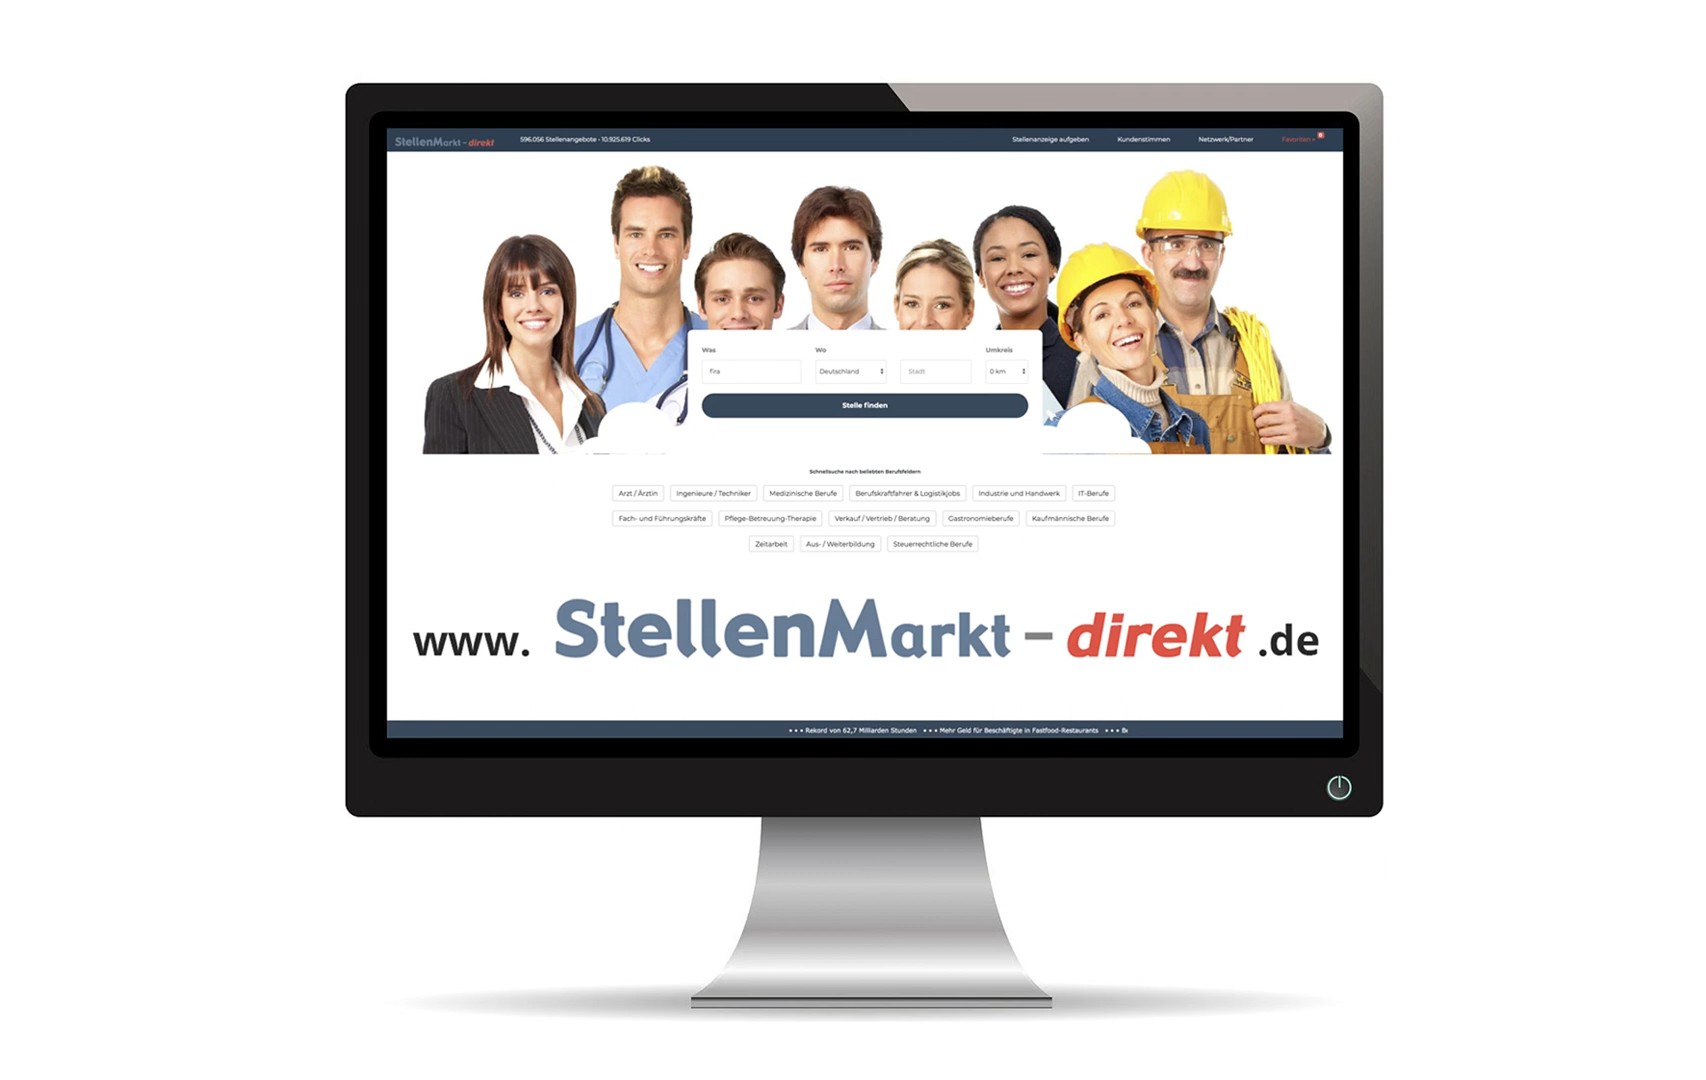 StellenMarkt - direkt 596.056 Stellenangebote - 10.925.619 Clicks Stellenanzeige aufgeben Kundenstimmen Netzwerk/Partner Favoriten
Was Wo Umkreis
fira Deutschland Stadt 0 km
Stelle finden
Schnellsuche nach beliebten Berufsfeldern
Arzt / Ärztin Ingenieure / Techniker Medizinische Berufe Berufskraftfahrer & Logistikjobs Industrie und Handwerk IT-Berufe
Fach- und Führungskräfte Pflege-Betreuung-Therapie Verkauf / Vertrieb / Beratung Gastronomieberufe Kaufmännische Berufe
Zeitarbeit Aus- / Weiterbildung Steuerrechtliche Berufe
www. StellenMarkt - direkt .de
• • • Rekord von 62,7 Milliarden Stunden • • • Mehr Geld für Beschäftigte in Fastfood-Restaurants • • • Be